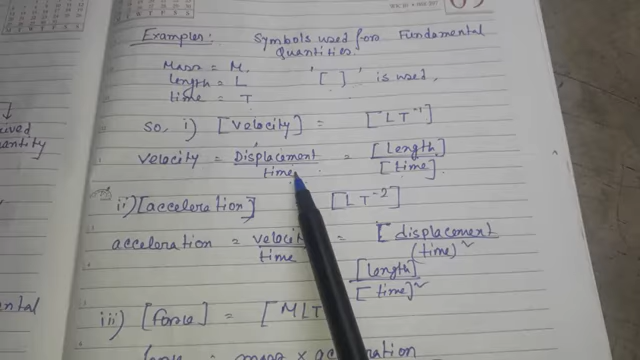 Examples: Symbols used for Fundamental
Quantities.
Mass = M.
length = L '[ ]' is used,
time = T
so, i) [velocity] = [LT⁻¹]
velocity = Displacement = [length]
time [time]
ii) [acceleration] [LT⁻²]
acceleration = velocity = [displacement
time (time)²
[length]
[time]²
iii) [force] = [MLT
mass × acceleration